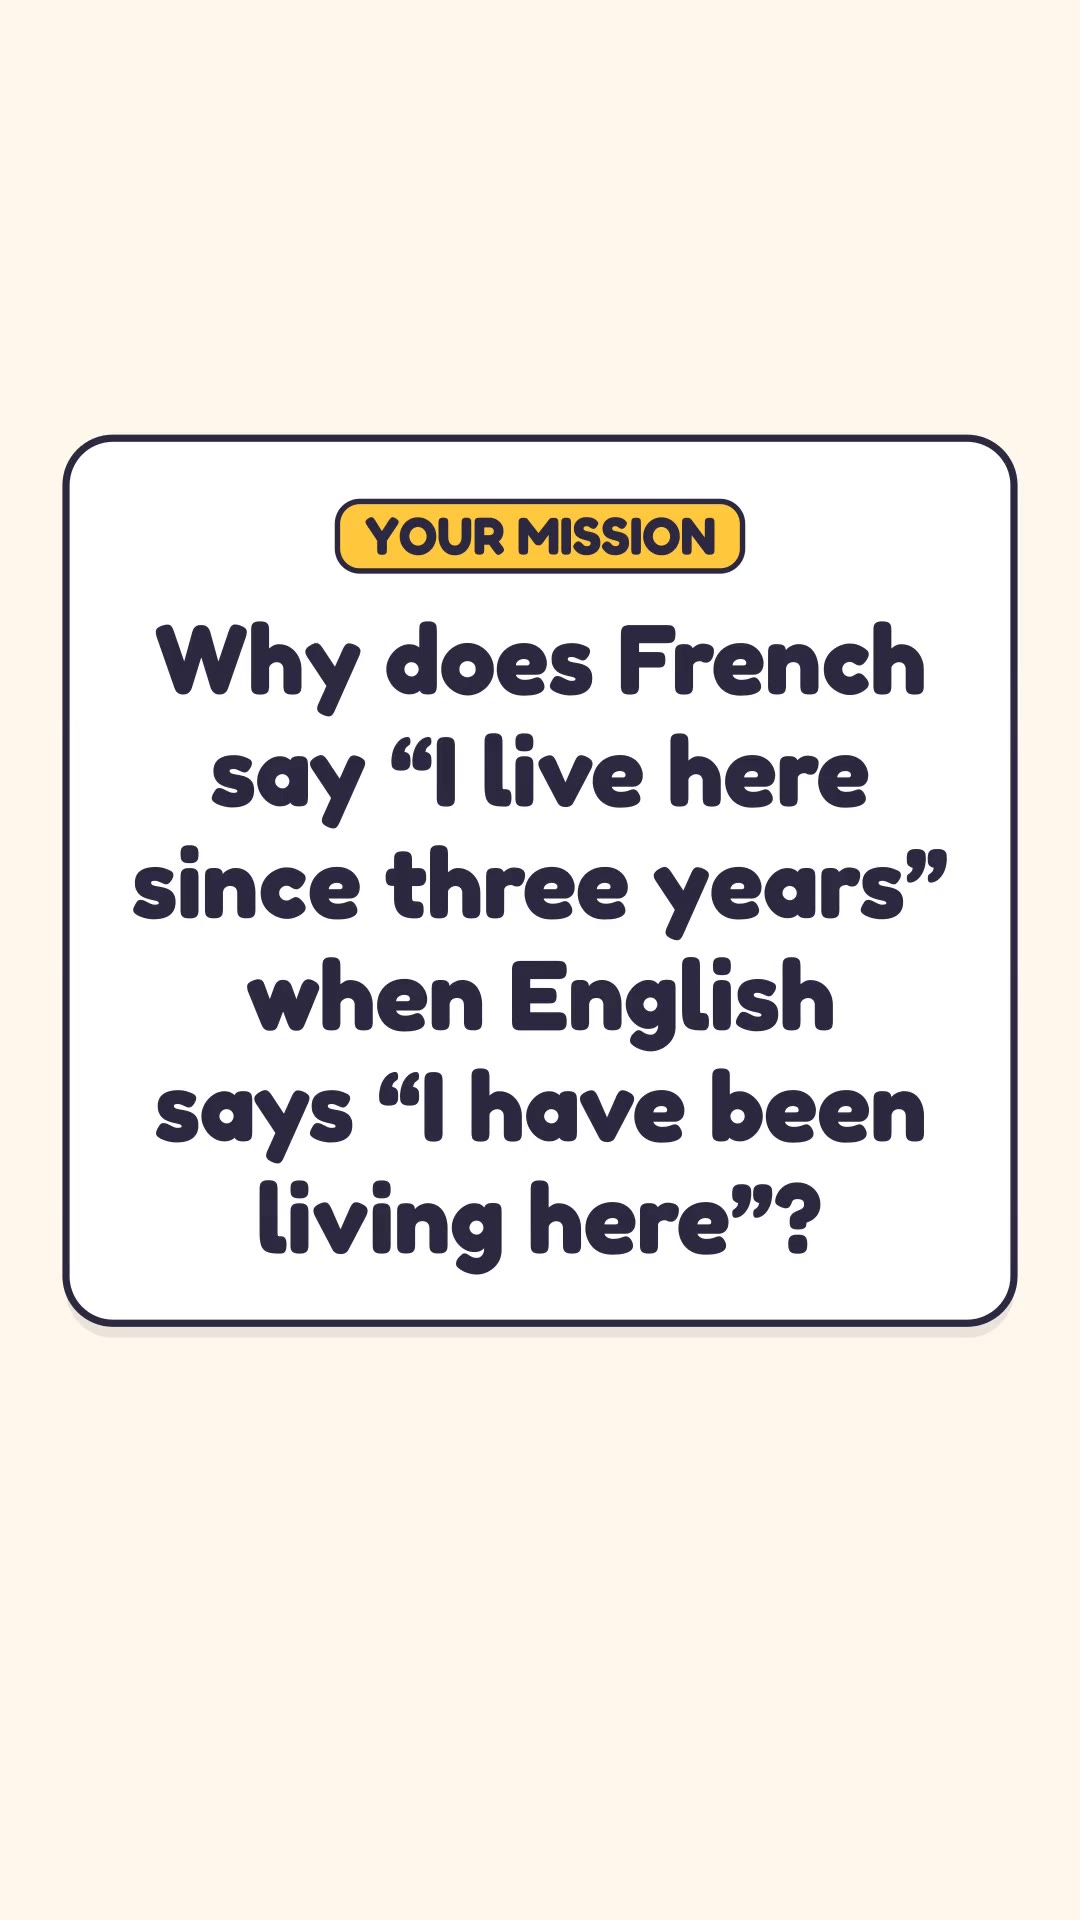 YOUR MISSION
Why does French
say “I live here
since three years”
when English
says “I have been
living here”?